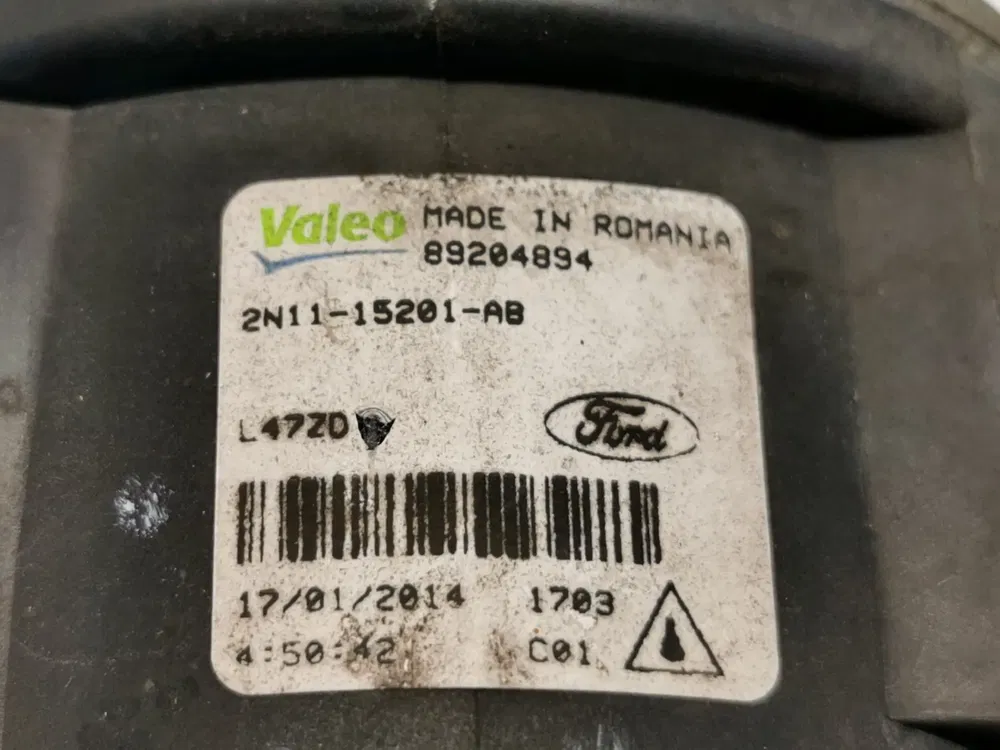 Valeo MADE IN ROMANIA
89204894
2N11-15201-AB
L47ZD
Ford
17/01/2014 1703
4:50:42 C01